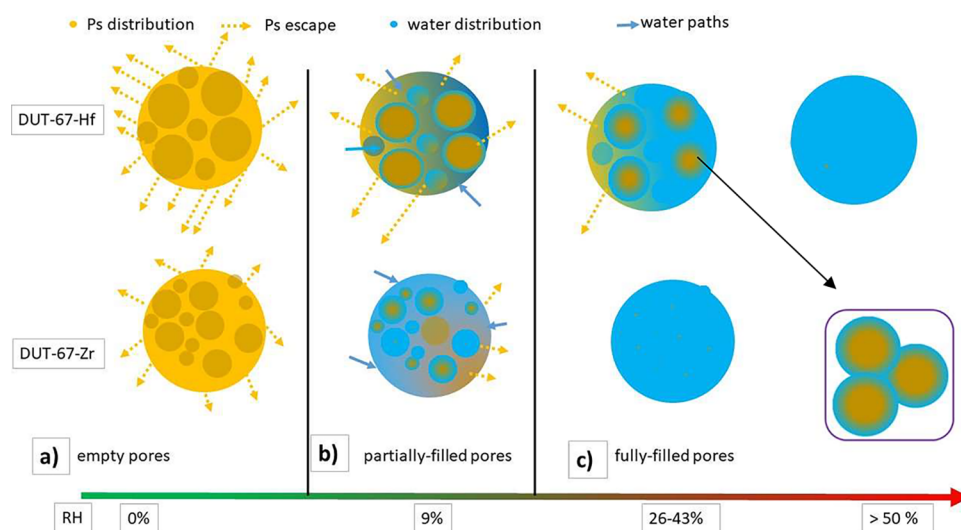 Ps distribution
Ps escape
water distribution
water paths
DUT-67-Hf
DUT-67-Zr
a) empty pores
b) partially-filled pores
c) fully-filled pores
RH
0%
9%
26-43%
> 50 %